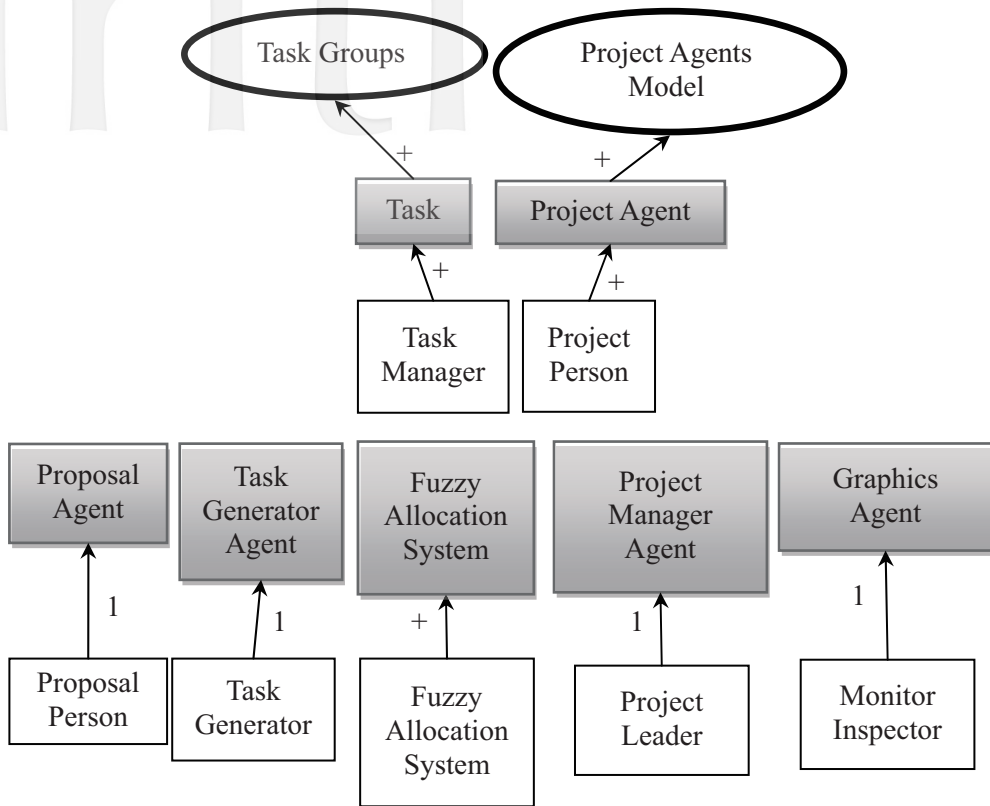 Task Groups
Project Agents
Model
+
+
Task
Project Agent
+
+
Task
Manager
Project
Person
Proposal
Agent
Task
Generator
Agent
Fuzzy
Allocation
System
Project
Manager
Agent
Graphics
Agent
1
1
+
1
1
Proposal
Person
Task
Generator
Fuzzy
Allocation
System
Project
Leader
Monitor
Inspector